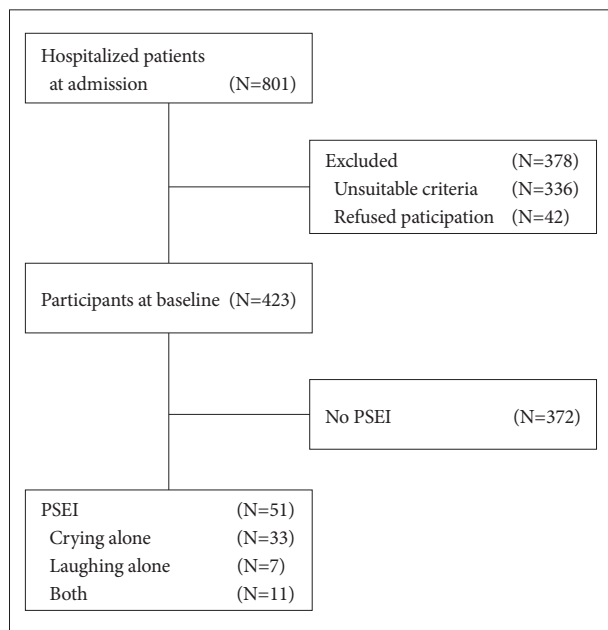 Hospitalized patients
at admission (N=801)
Excluded (N=378)
Unsuitable criteria (N=336)
Refused paticipation (N=42)
Participants at baseline (N=423)
No PSEI (N=372)
PSEI (N=51)
Crying alone (N=33)
Laughing alone (N=7)
Both (N=11)